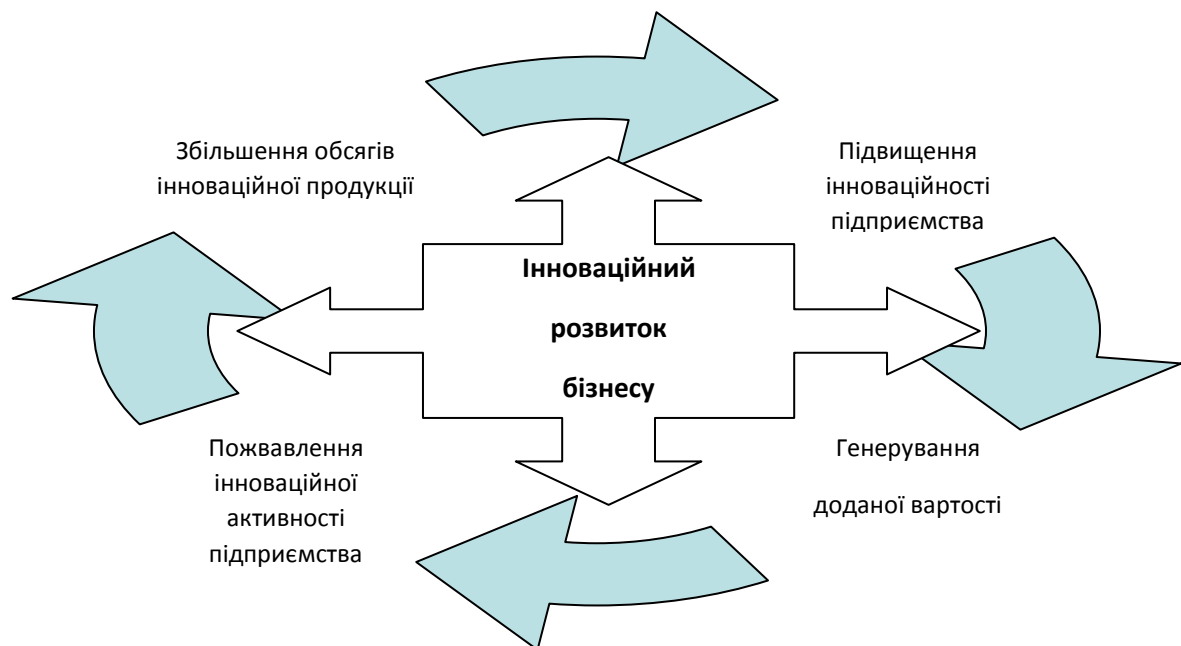 Збільшення обсягів
інноваційної продукції
Підвищення
інноваційності
підприємства
Інноваційний
розвиток
бізнесу
Пожвавлення
інноваційної
активності
підприємства
Генерування
доданої вартості